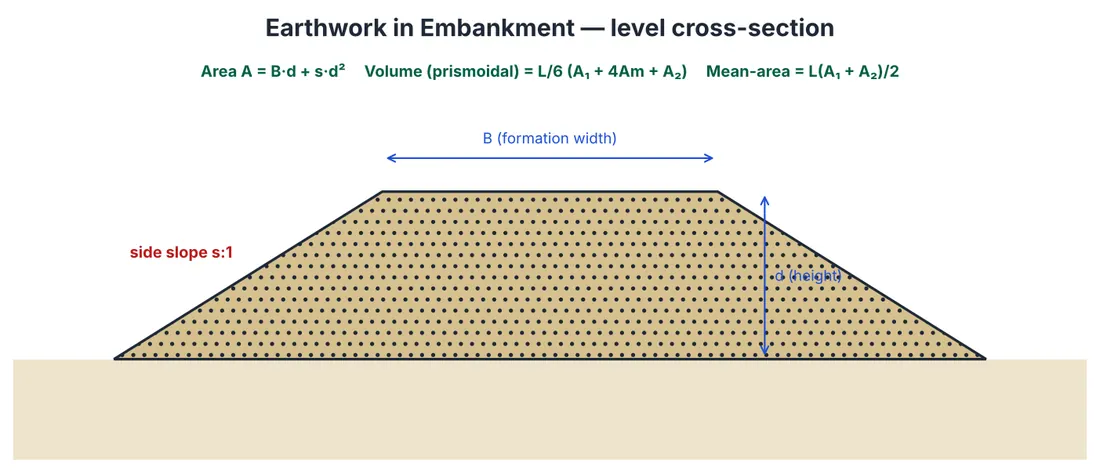 Earthwork in Embankment — level cross-section
Area A = B·d + s·d² Volume (prismoidal) = L/6 (A₁ + 4Am + A₂) Mean-area = L(A₁ + A₂)/2
B (formation width)
side slope s:1
d (height)